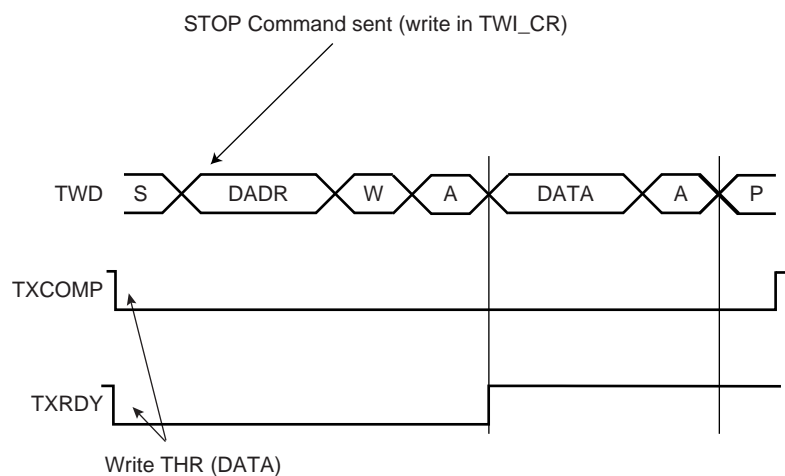 STOP Command sent (write in TWI_CR)
TWD S DADR W A DATA A P
TXCOMP
TXRDY
Write THR (DATA)